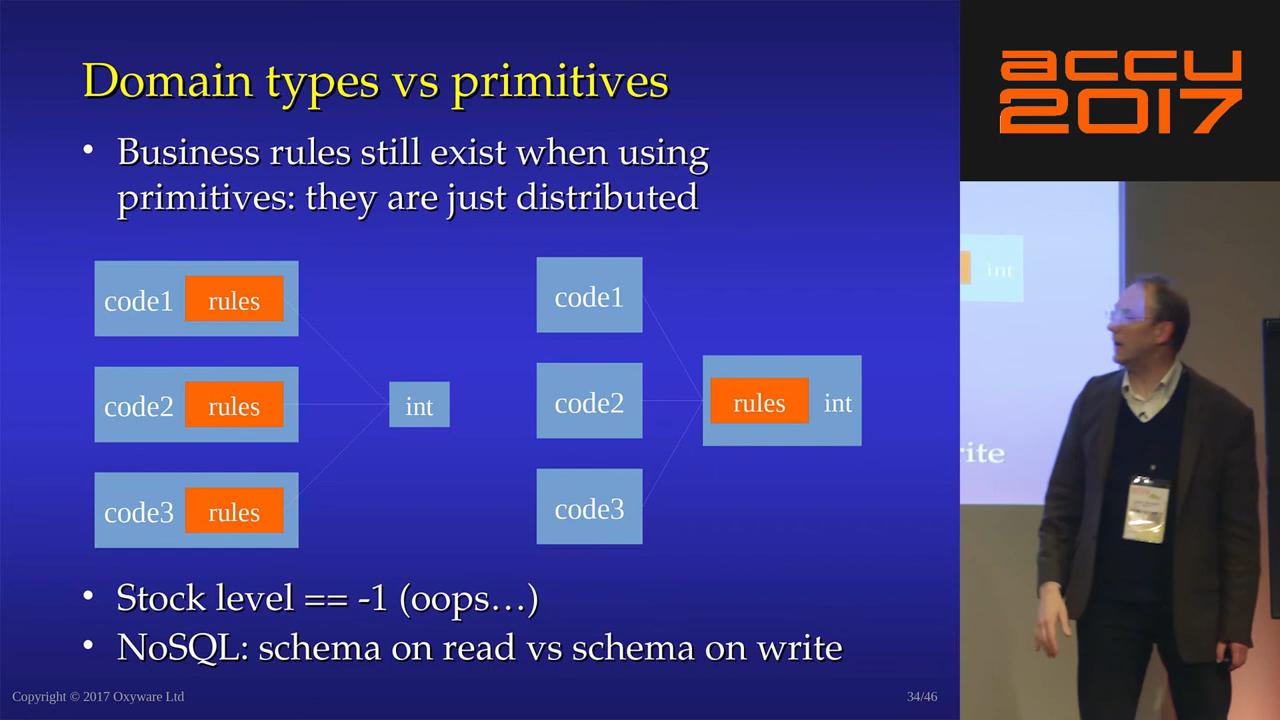 Domain types vs primitives
• Business rules still exist when using
primitives: they are just distributed
code1 rules
code2 rules
code3 rules
int
code1
code2
code3
rules int
• Stock level == -1 (oops…)
• NoSQL: schema on read vs schema on write
Copyright © 2017 Oxyware Ltd
34/46
accu
2017
int
rite